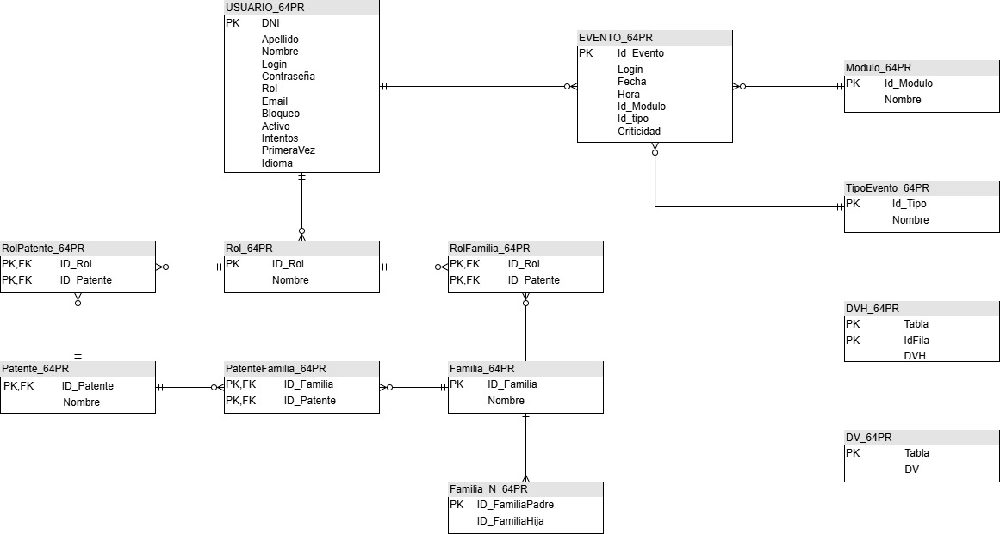 USUARIO_64PR
PK DNI
Apellido
Nombre
Login
Contraseña
Rol
Email
Bloqueo
Activo
Intentos
PrimeraVez
Idioma
EVENTO_64PR
PK Id_Evento
Login
Fecha
Hora
Id_Modulo
Id_tipo
Criticidad
Modulo_64PR
PK Id_Modulo
Nombre
TipoEvento_64PR
PK Id_Tipo
Nombre
RolPatente_64PR
PK,FK ID_Rol
PK,FK ID_Patente
Rol_64PR
PK ID_Rol
Nombre
RolFamilia_64PR
PK,FK ID_Rol
PK,FK ID_Patente
DVH_64PR
PK Tabla
PK IdFila
DVH
Patente_64PR
PK,FK ID_Patente
Nombre
PatenteFamilia_64PR
PK,FK ID_Familia
PK,FK ID_Patente
Familia_64PR
PK ID_Familia
Nombre
DV_64PR
PK Tabla
DV
Familia_N_64PR
PK ID_FamiliaPadre
ID_FamiliaHija